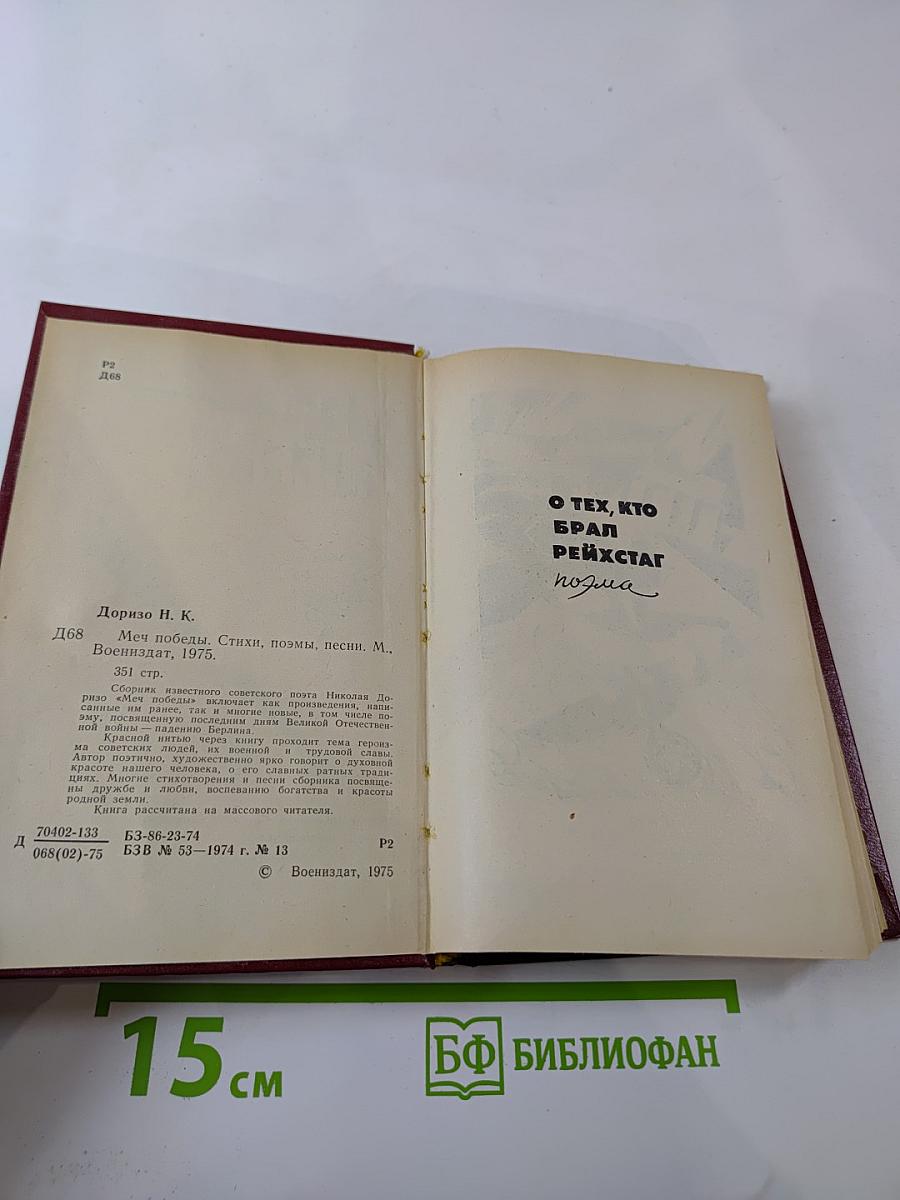 Р2
Д68
Доризо Н. К.
Д68 Меч победы. Стихи, поэмы, песни. М.,
Воениздат, 1975.
351 стр.
Сборник известного советского поэта Николая До-
ризо «Меч победы» включает как произведения, напи-
санные им ранее, так и многие новые, в том числе по-
эму, посвященную последним дням Великой Отечествен-
ной войны — падению Берлина.
Красной нитью через книгу проходит тема героиз-
ма советских людей, их военной и трудовой славы.
Автор поэтично, художественно ярко говорит о духовной
красоте нашего человека, о его славных ратных тради-
циях. Многие стихотворения и песни сборника посвяще-
ны дружбе и любви, воспеванию богатства и красоты
родной земли.
Книга рассчитана на массового читателя.
Д 70402-133 БЗ-86-23-74
068(02)-75 БЗВ № 53—1974 г. № 13 Р2
© Воениздат, 1975
О ТЕХ, КТО
БРАЛ
РЕЙХСТАГ
поэма
15 см
БФ БИБЛИОФАН